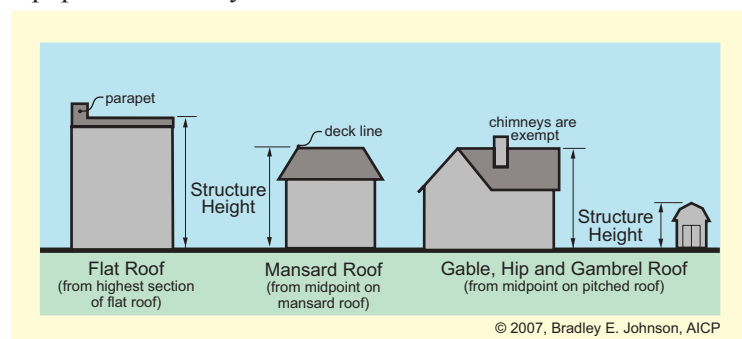 parapet
deck line
chimneys are
exempt
Structure
Height
Structure
Height
Flat Roof
(from highest section
of flat roof)
Mansard Roof
(from midpoint on
mansard roof)
Gable, Hip and Gambrel Roof
(from midpoint on pitched roof)
© 2007, Bradley E. Johnson, AICP